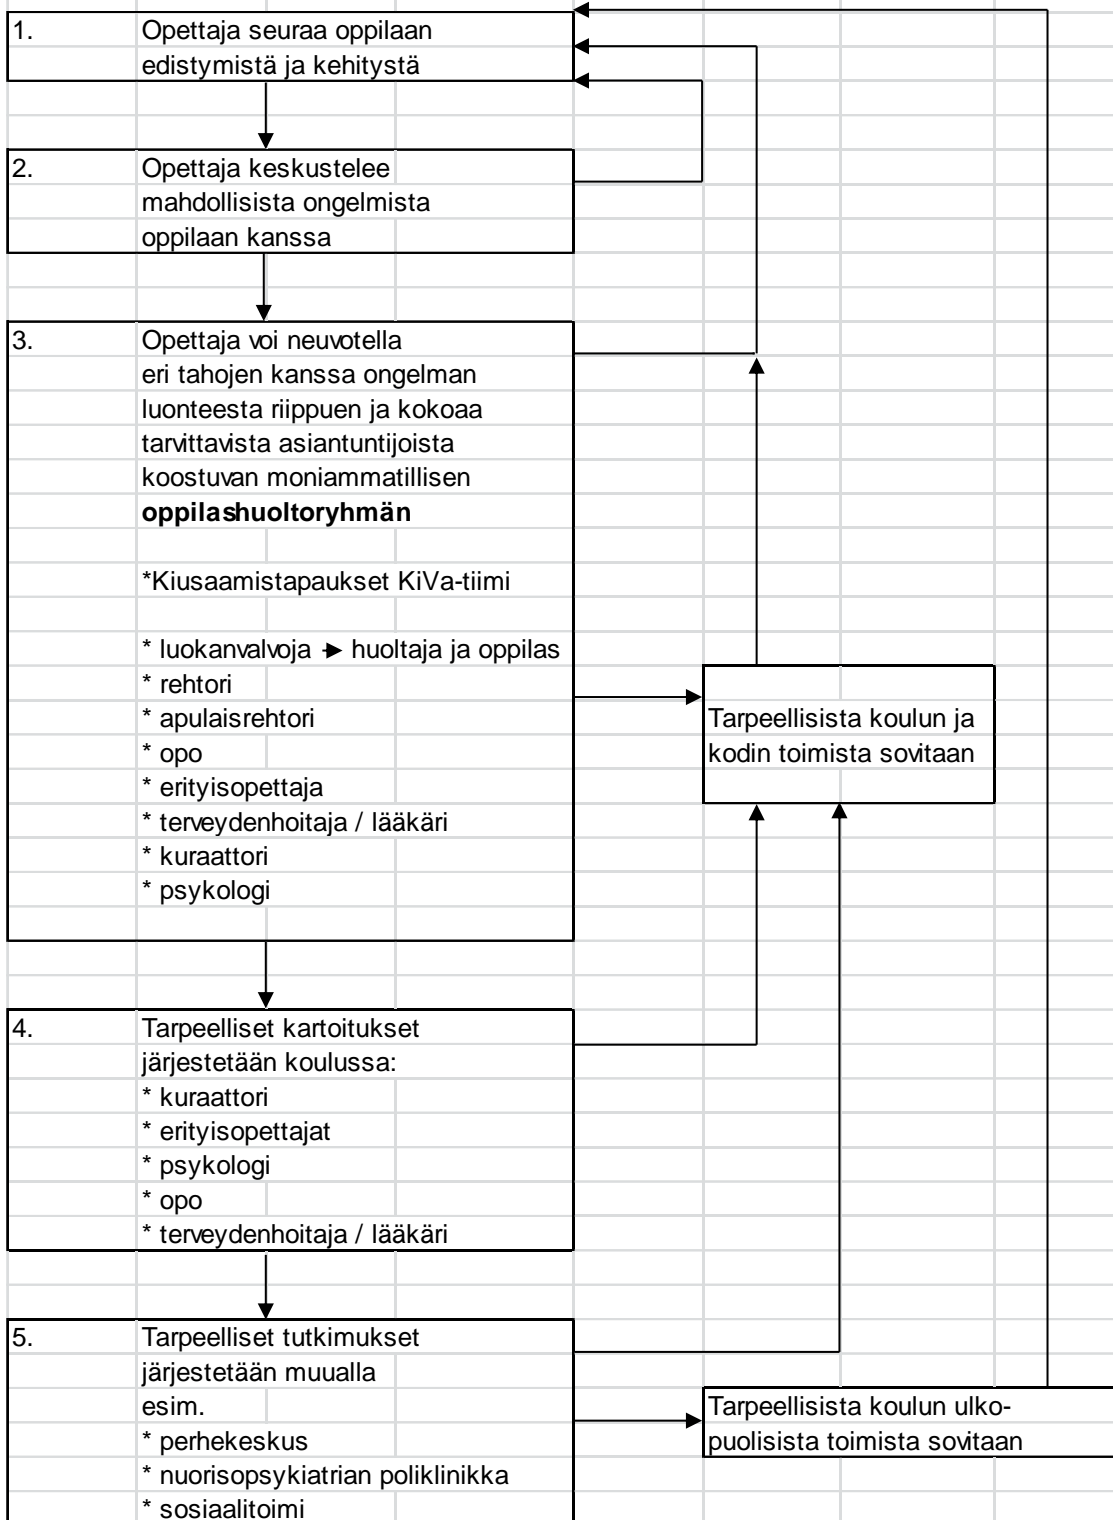 1. Opettaja seuraa oppilaan
edistymistä ja kehitystä
2. Opettaja keskustelee
mahdollisista ongelmista
oppilaan kanssa
3. Opettaja voi neuvotella
eri tahojen kanssa ongelman
luonteesta riippuen ja kokoaa
tarvittavista asiantuntijoista
koostuvan moniammatillisen
oppilashuoltoryhmän
*Kiusaamistapaukset KiVa-tiimi
* luokanvalvoja → huoltaja ja oppilas
* rehtori
* apulaisrehtori
* opo
* erityisopettaja
* terveydenhoitaja / lääkäri
* kuraattori
* psykologi
Tarpeellisista koulun ja
kodin toimista sovitaan
4. Tarpeelliset kartoitukset
järjestetään koulussa:
* kuraattori
* erityisopettajat
* psykologi
* opo
* terveydenhoitaja / lääkäri
5. Tarpeelliset tutkimukset
järjestetään muualla
esim.
* perhekeskus
* nuorisopsykiatrian poliklinikka
* sosiaalitoimi
Tarpeellisista koulun ulko-
puolisista toimista sovitaan